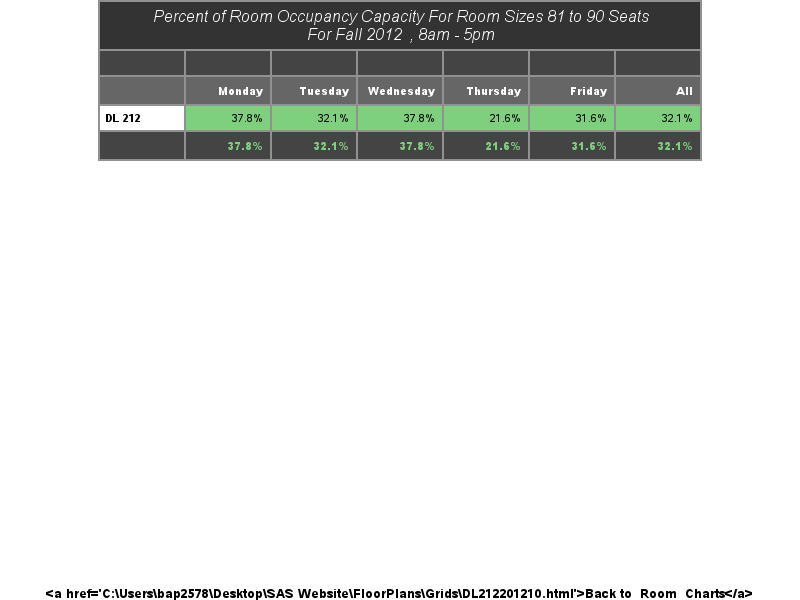 Percent of Room Occupancy Capacity For Room Sizes 81 to 90 Seats
For Fall 2012 , 8am - 5pm
Monday Tuesday Wednesday Thursday Friday All
DL 212 37.8% 32.1% 37.8% 21.6% 31.6% 32.1%
37.8% 32.1% 37.8% 21.6% 31.6% 32.1%
<a href='C:\Users\bap2578\Desktop\SAS Website\FloorPlans\Grids\DL212201210.html'>Back to Room Charts</a>